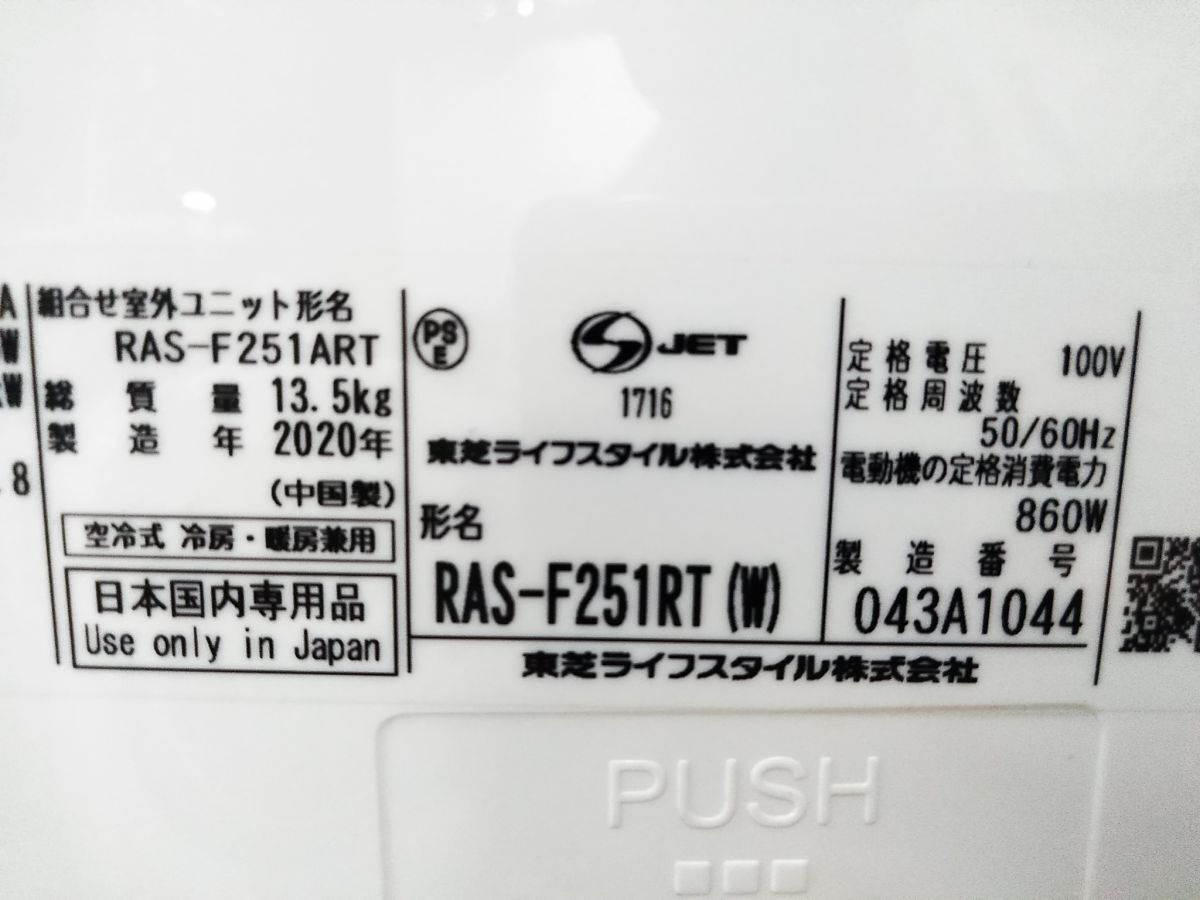 A
W
W
8
組合せ室外ユニット形名
RAS-F251ART
総質量 13.5kg
製造年 2020年
(中国製)
空冷式 冷房・暖房兼用
日本国内専用品
Use only in Japan
PS
E
JET
1716
東芝ライフスタイル株式会社
形名
RAS-F251RT(W)
定格電圧 100V
定格周波数
50/60Hz
電動機の定格消費電力
860W
製造番号
043A1044
東芝ライフスタイル株式会社
PUSH